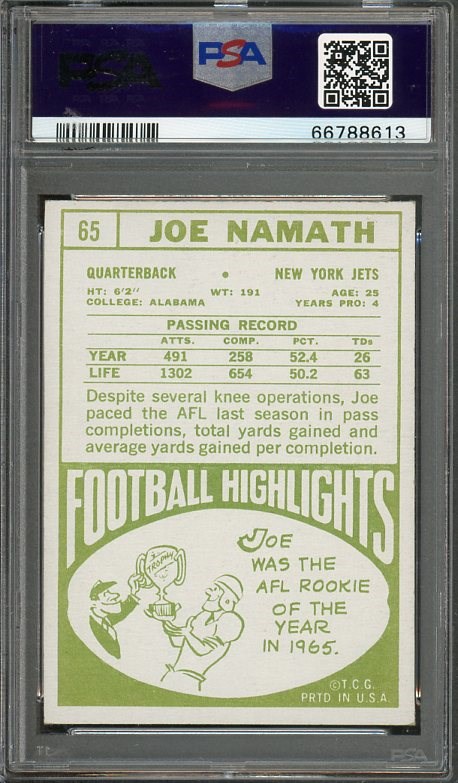 PSA
PSA
66788613
65 JOE NAMATH
QUARTERBACK • NEW YORK JETS
HT: 6'2" WT: 191 AGE: 25
COLLEGE: ALABAMA YEARS PRO: 4
PASSING RECORD
ATTS. COMP. PCT. TDs
YEAR 491 258 52.4 26
LIFE 1302 654 50.2 63
Despite several knee operations, Joe
paced the AFL last season in pass
completions, total yards gained and
average yards gained per completion.
FOOTBALL HIGHLIGHTS
TROPHY
JOE
WAS THE
AFL ROOKIE
OF THE
YEAR
IN 1965.
© T.C.G.
PRTD. IN U.S.A.